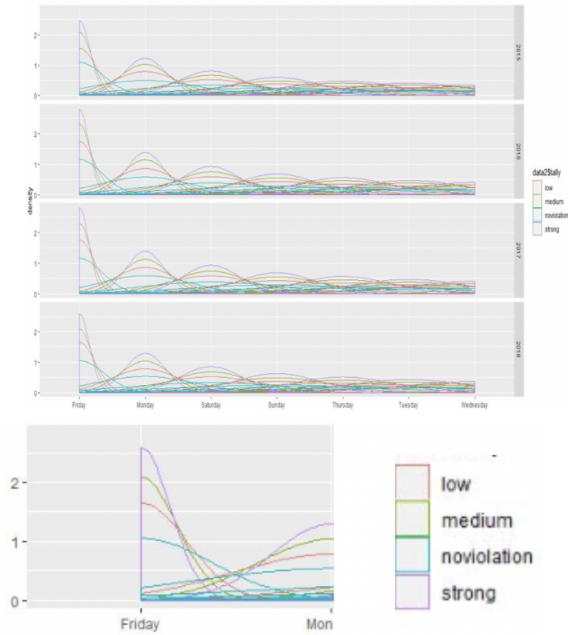 2
1
0
2015
2
1
0
2016
density
2
1
0
2017
2
1
0
2018
Friday
Monday
Saturday
Sunday
Thursday
Tuesday
Wednesday
data2$tally
low
medium
noviolation
strong
2
1
0
Friday
Mon
low
medium
noviolation
strong